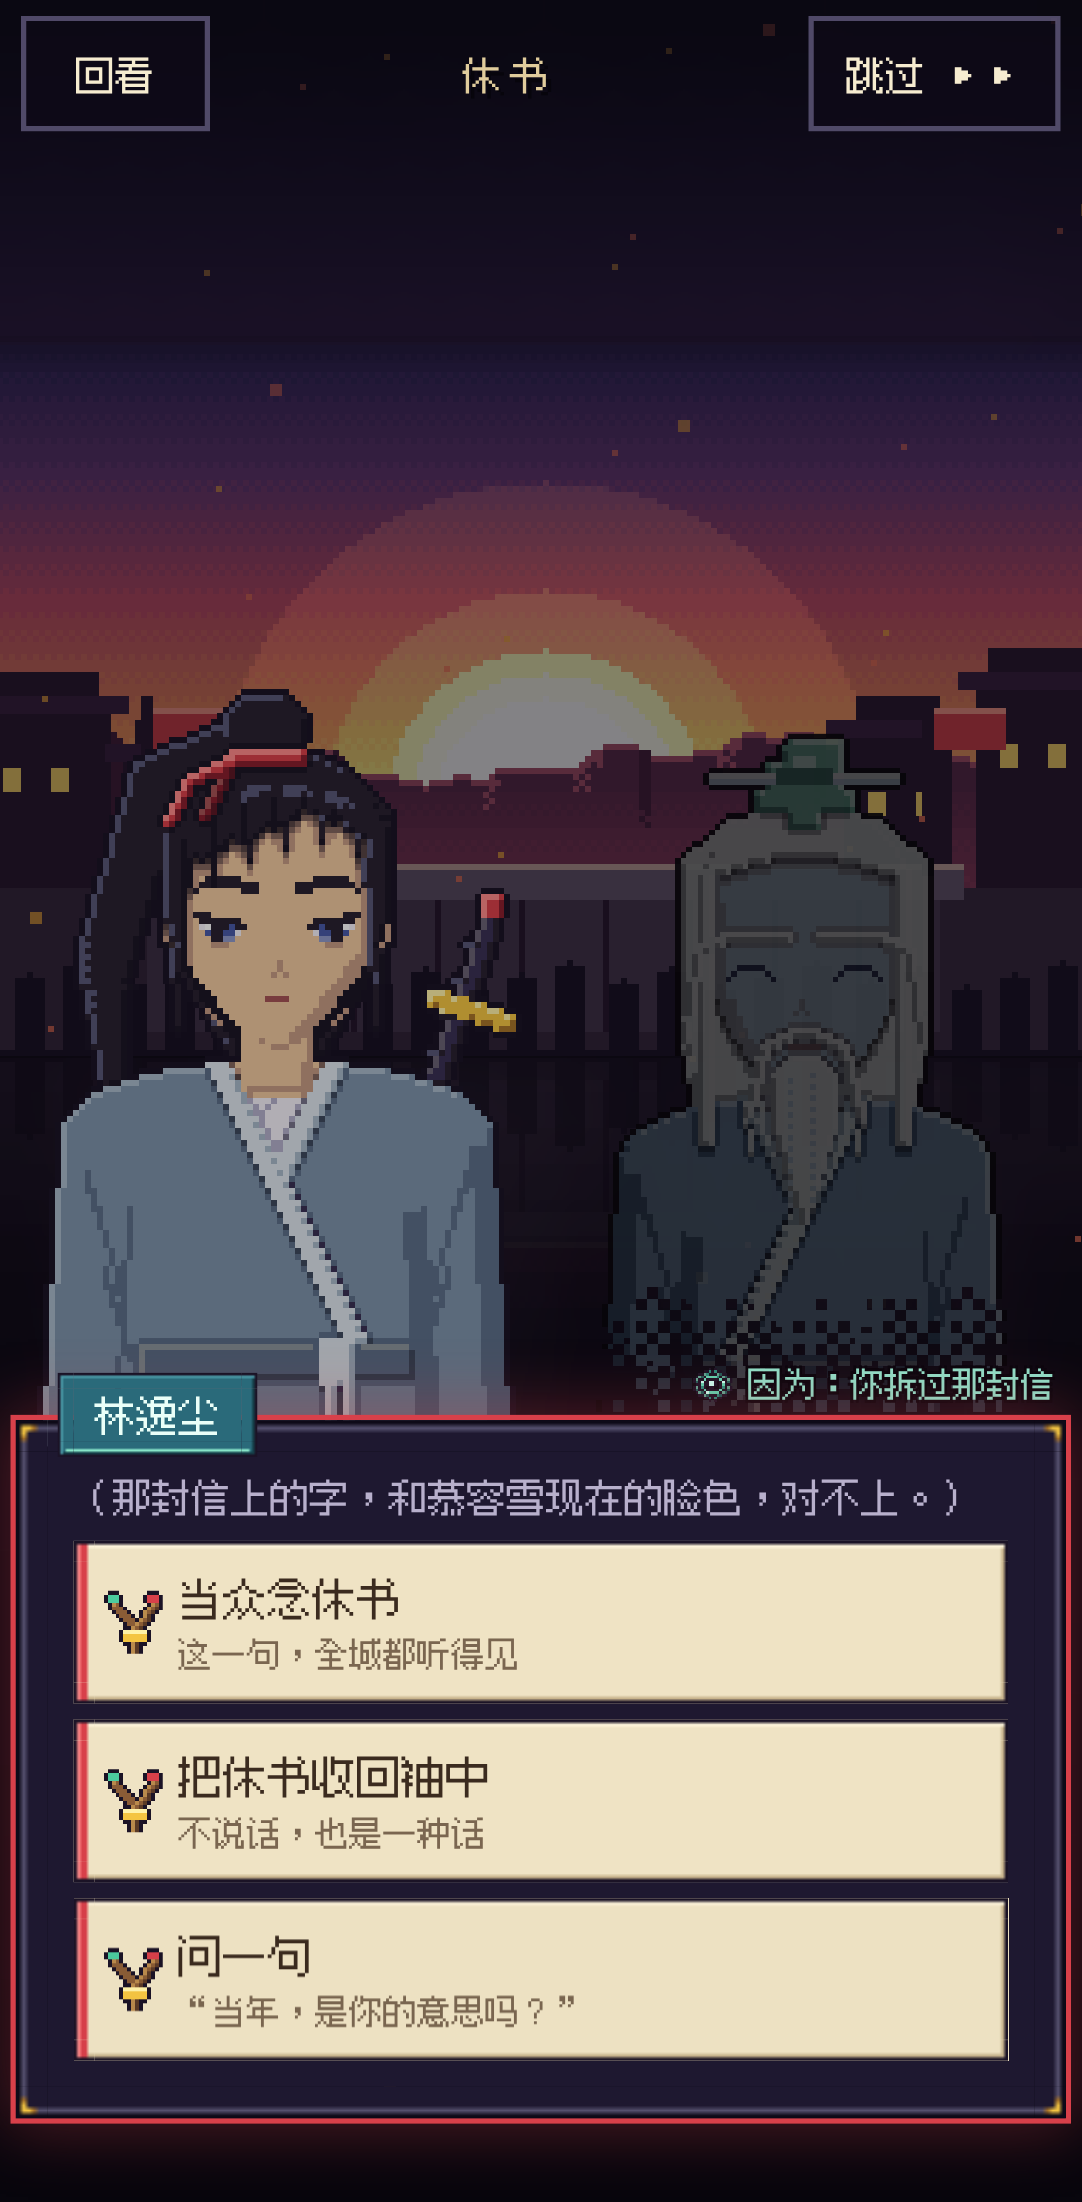 回看
休书
跳过 ▶ ▶
因为：你拆过那封信
林逸尘
（那封信上的字，和慕容雪现在的脸色，对不上。）
当众念休书
这一句，全城都听得见
把休书收回袖中
不说话，也是一种话
问一句
“当年，是你的意思吗？”